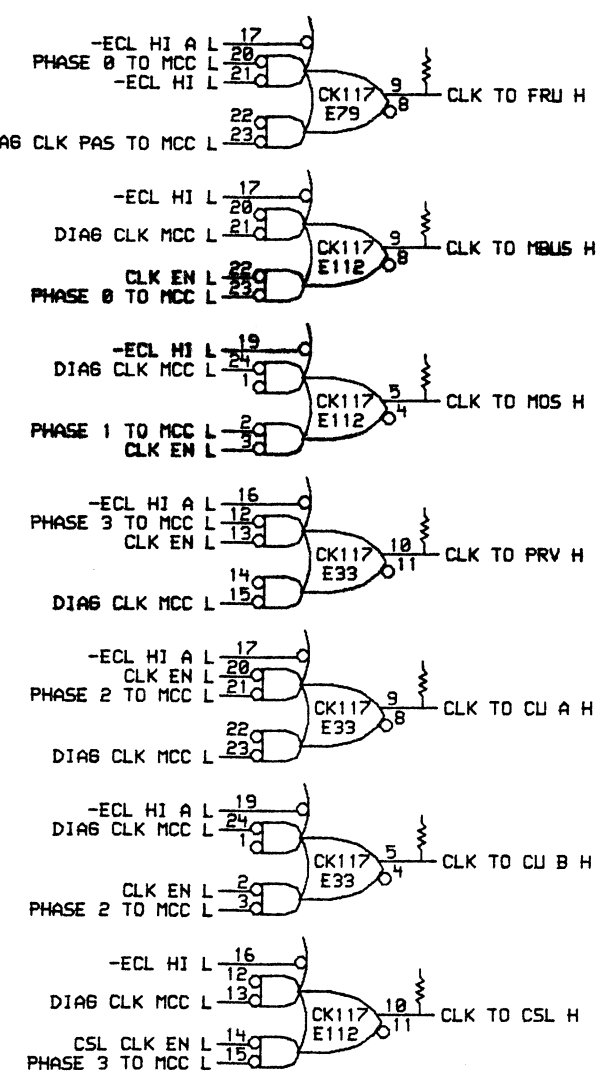 -ECL HI A L 17
PHASE 0 TO MCC L 20
-ECL HI L 21
CK117 9 CLK TO FRU H
E79 8
22
AG CLK PAS TO MCC L 23
-ECL HI L 17
20
DIAG CLK MCC L 21
CK117 9 CLK TO MBUS H
E112 8
CLK EN L 22
PHASE 0 TO MCC L 23
-ECL HI L 19
DIAG CLK MCC L 24
1
CK117 5 CLK TO MOS H
E112 4
PHASE 1 TO MCC L 2
CLK EN L 3
-ECL HI A L 16
PHASE 3 TO MCC L 12
CLK EN L 13
CK117 10 CLK TO PRV H
E33 11
14
DIAG CLK MCC L 15
-ECL HI A L 17
CLK EN L 20
PHASE 2 TO MCC L 21
CK117 9 CLK TO CU A H
E33 8
22
DIAG CLK MCC L 23
-ECL HI A L 19
DIAG CLK MCC L 24
1
CK117 5 CLK TO CU B H
E33 4
CLK EN L 2
PHASE 2 TO MCC L 3
-ECL HI L 16
12
DIAG CLK MCC L 13
CK117 10 CLK TO CSL H
E112 11
CSL CLK EN L 14
PHASE 3 TO MCC L 15